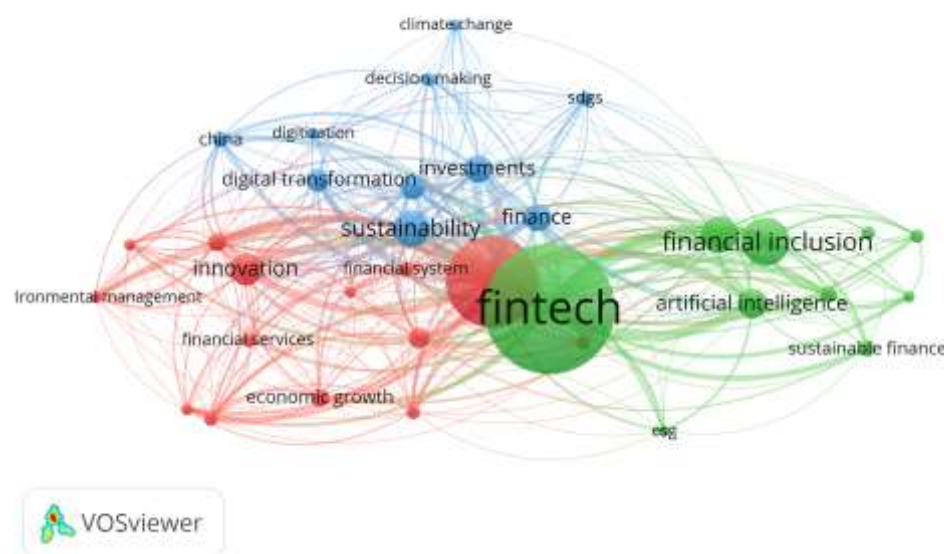 climate change
decision making
sdgs
china
digitization
investments
digital transformation
finance
sustainability
financial inclusion
innovation
financial system
ironmental management
fintech
artificial intelligence
financial services
sustainable finance
economic growth
esg
VOSviewer